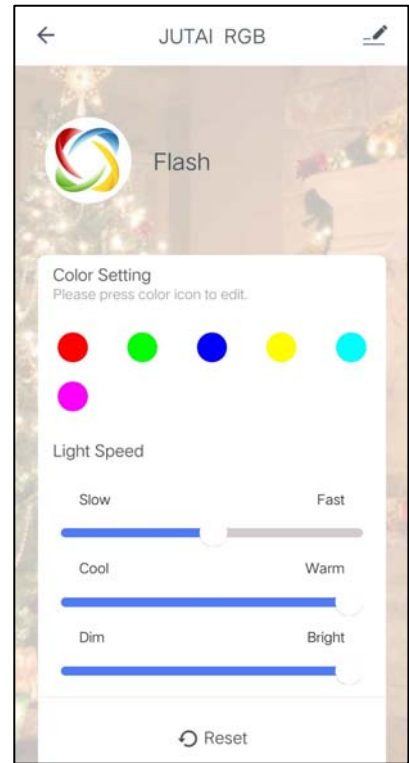 JUTAI RGB
Flash
Color Setting
Please press color icon to edit.
Light Speed
Slow Fast
Cool Warm
Dim Bright
Reset